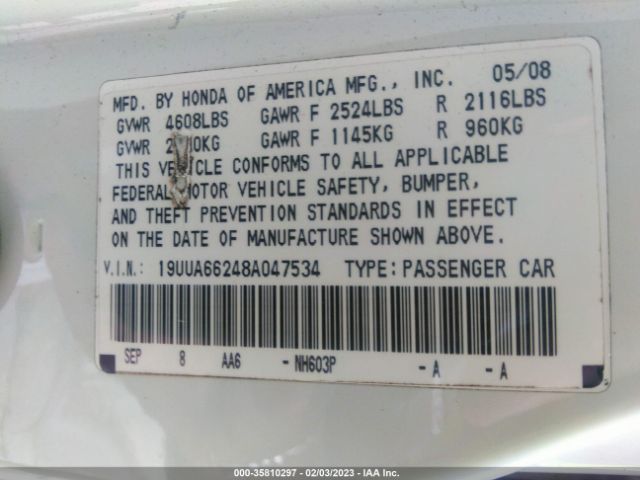 MFD. BY HONDA OF AMERICA MFG., INC. 05/08
GVWR 4608LBS GAWR F 2524LBS R 2116LBS
GVWR GAWR F 1145KG R 960KG
THIS VEHICLE CONFORMS TO ALL APPLICABLE
FEDERAL MOTOR VEHICLE SAFETY, BUMPER,
AND THEFT PREVENTION STANDARDS IN EFFECT
ON THE DATE OF MANUFACTURE SHOWN ABOVE.
V.I.N.: 19UUA66248A047534 TYPE: PASSENGER CAR
SEP 8 AA6 -NH603P -A -A
000-35810297 - 02/03/2023 - IAA Inc.